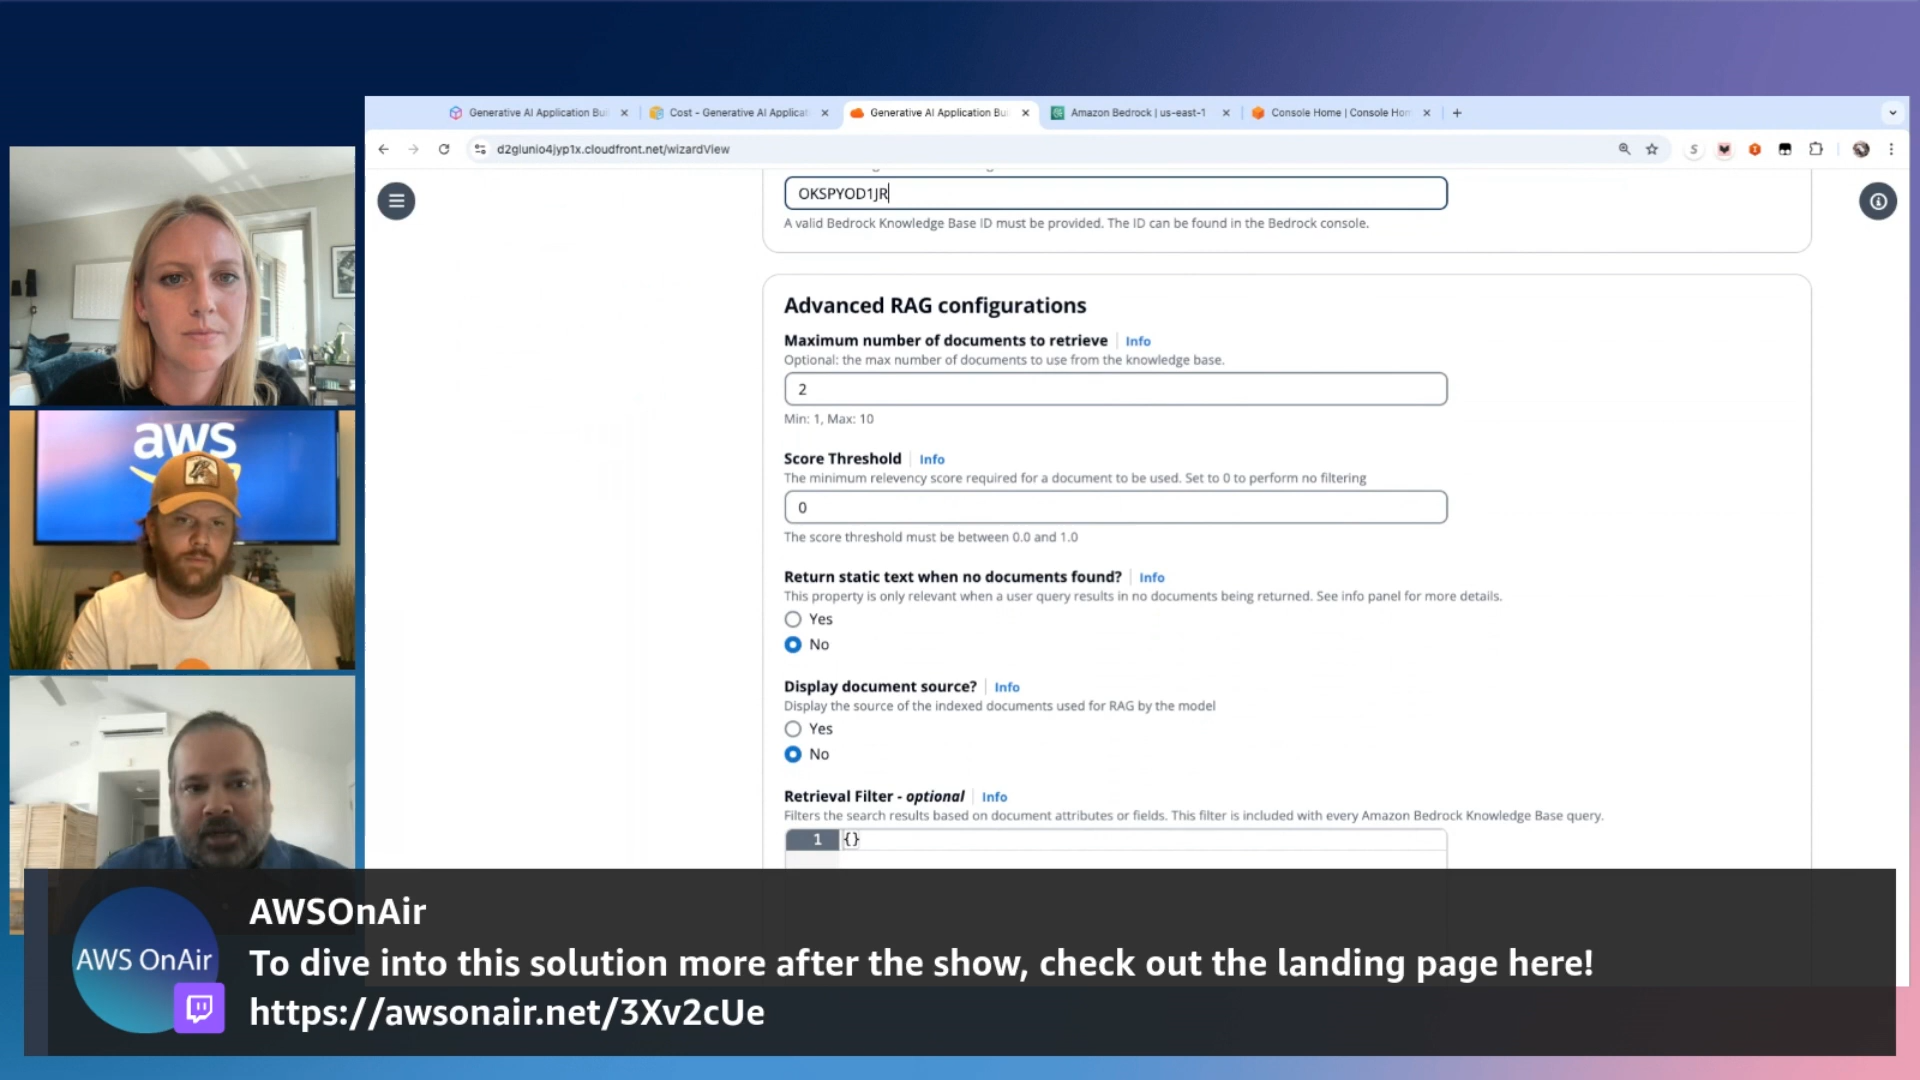 Generative AI Application Bui
Cost - Generative AI Applicat
Generative AI Application Bu
Amazon Bedrock | us-east-1
Console Home | Console Hom
d2glunio4jyp1x.cloudfront.net/wizardView
OKSPYOD1JR
A valid Bedrock Knowledge Base ID must be provided. The ID can be found in the Bedrock console.
Advanced RAG configurations
Maximum number of documents to retrieve | Info
Optional: the max number of documents to use from the knowledge base.
2
Min: 1, Max: 10
Score Threshold | Info
The minimum relevency score required for a document to be used. Set to 0 to perform no filtering
0
The score threshold must be between 0.0 and 1.0
Return static text when no documents found? | Info
This property is only relevant when a user query results in no documents being returned. See info panel for more details.
Yes
No
Display document source? | Info
Display the source of the indexed documents used for RAG by the model
Yes
No
Retrieval Filter - optional | Info
Filters the search results based on document attributes or fields. This filter is included with every Amazon Bedrock Knowledge Base query.
1 {}
aws
AWS OnAir
AWSOnAir
To dive into this solution more after the show, check out the landing page here!
https://awsonair.net/3Xv2cUe